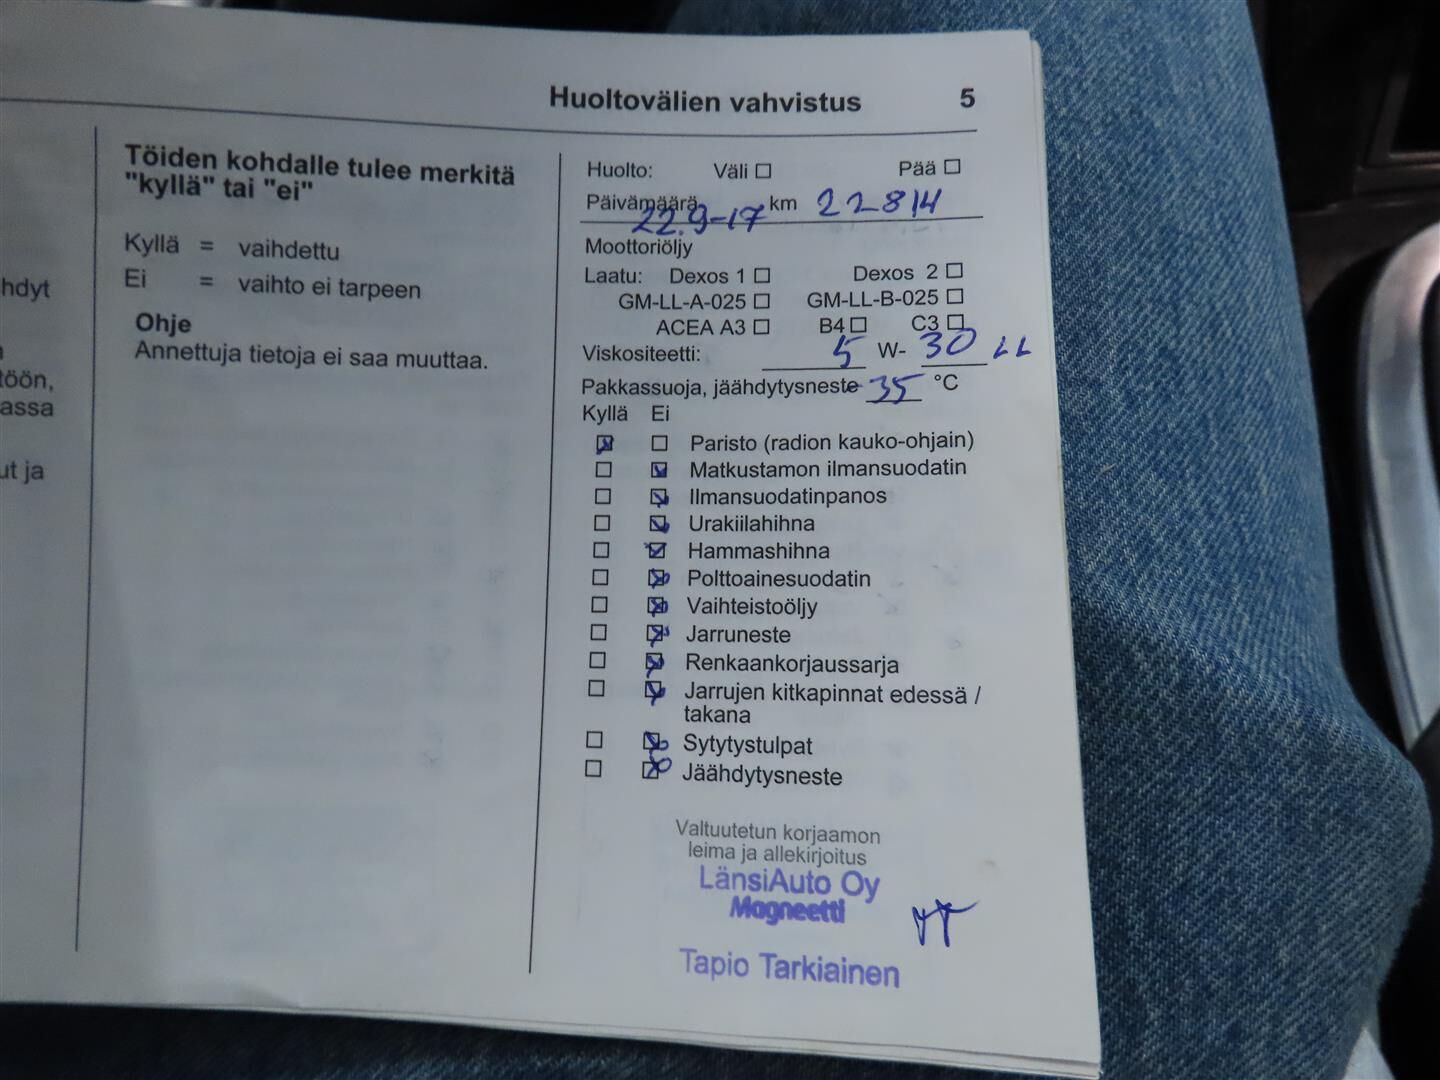 Huoltovälien vahvistus 5
hdyt
töön,
assa
ut ja
Töiden kohdalle tulee merkitä
"kyllä" tai "ei"
Kyllä = vaihdettu
Ei = vaihto ei tarpeen
Ohje
Annettuja tietoja ei saa muuttaa.
Huolto: Väli ☐ Pää ☐
Päivämäärä 22.9-17 km 22814
Moottoriöljy
Laatu: Dexos 1 ☐ Dexos 2 ☐
GM-LL-A-025 ☐ GM-LL-B-025 ☐
ACEA A3 ☐ B4 ☐ C3 ☐
Viskositeetti: 5 W- 30 LL
Pakkassuoja, jäähdytysneste -35 °C
Kyllä Ei
☒ ☐ Paristo (radion kauko-ohjain)
☐ ☒ Matkustamon ilmansuodatin
☐ ☒ Ilmansuodatinpanos
☐ ☒ Urakiilahihna
☐ ☒ Hammashihna
☐ ☒ Polttoainesuodatin
☐ ☒ Vaihteistoöljy
☐ ☒ Jarruneste
☐ ☒ Renkaankorjaussarja
☐ ☒ Jarrujen kitkapinnat edessä /
takana
☐ ☒ Sytytystulpat
☐ ☒ Jäähdytysneste
Valtuutetun korjaamon
leima ja allekirjoitus
LänsiAuto Oy
Magneetti
Tapio Tarkiainen